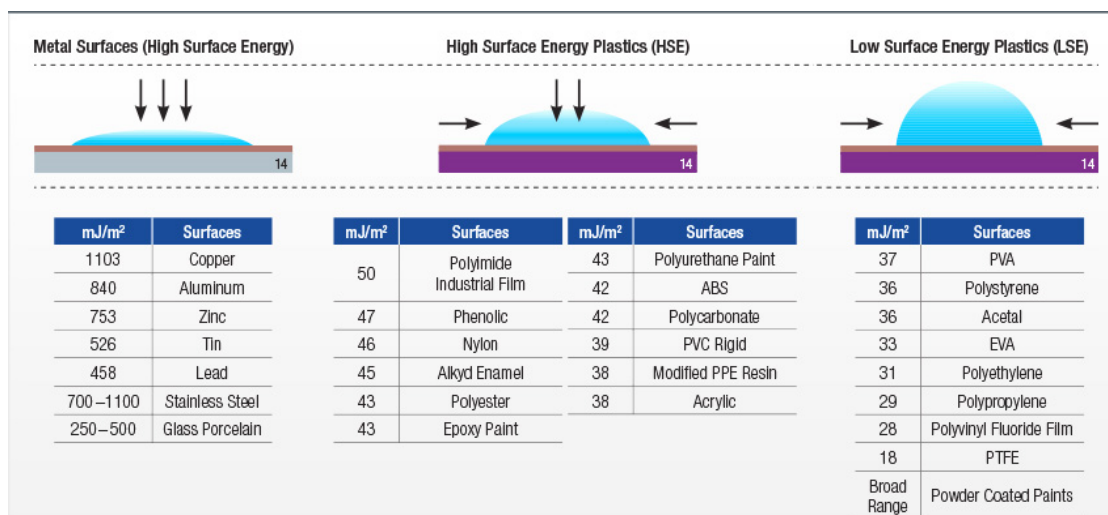 Metal Surfaces (High Surface Energy)
High Surface Energy Plastics (HSE)
Low Surface Energy Plastics (LSE)
14
14
14
mJ/m² Surfaces
1103 Copper
840 Aluminum
753 Zinc
526 Tin
458 Lead
700–1100 Stainless Steel
250–500 Glass Porcelain
mJ/m² Surfaces
50 Polyimide
Industrial Film
47 Phenolic
46 Nylon
45 Alkyd Enamel
43 Polyester
43 Epoxy Paint
mJ/m² Surfaces
43 Polyurethane Paint
42 ABS
42 Polycarbonate
39 PVC Rigid
38 Modified PPE Resin
38 Acrylic
mJ/m² Surfaces
37 PVA
36 Polystyrene
36 Acetal
33 EVA
31 Polyethylene
29 Polypropylene
28 Polyvinyl Fluoride Film
18 PTFE
Broad
Range Powder Coated Paints